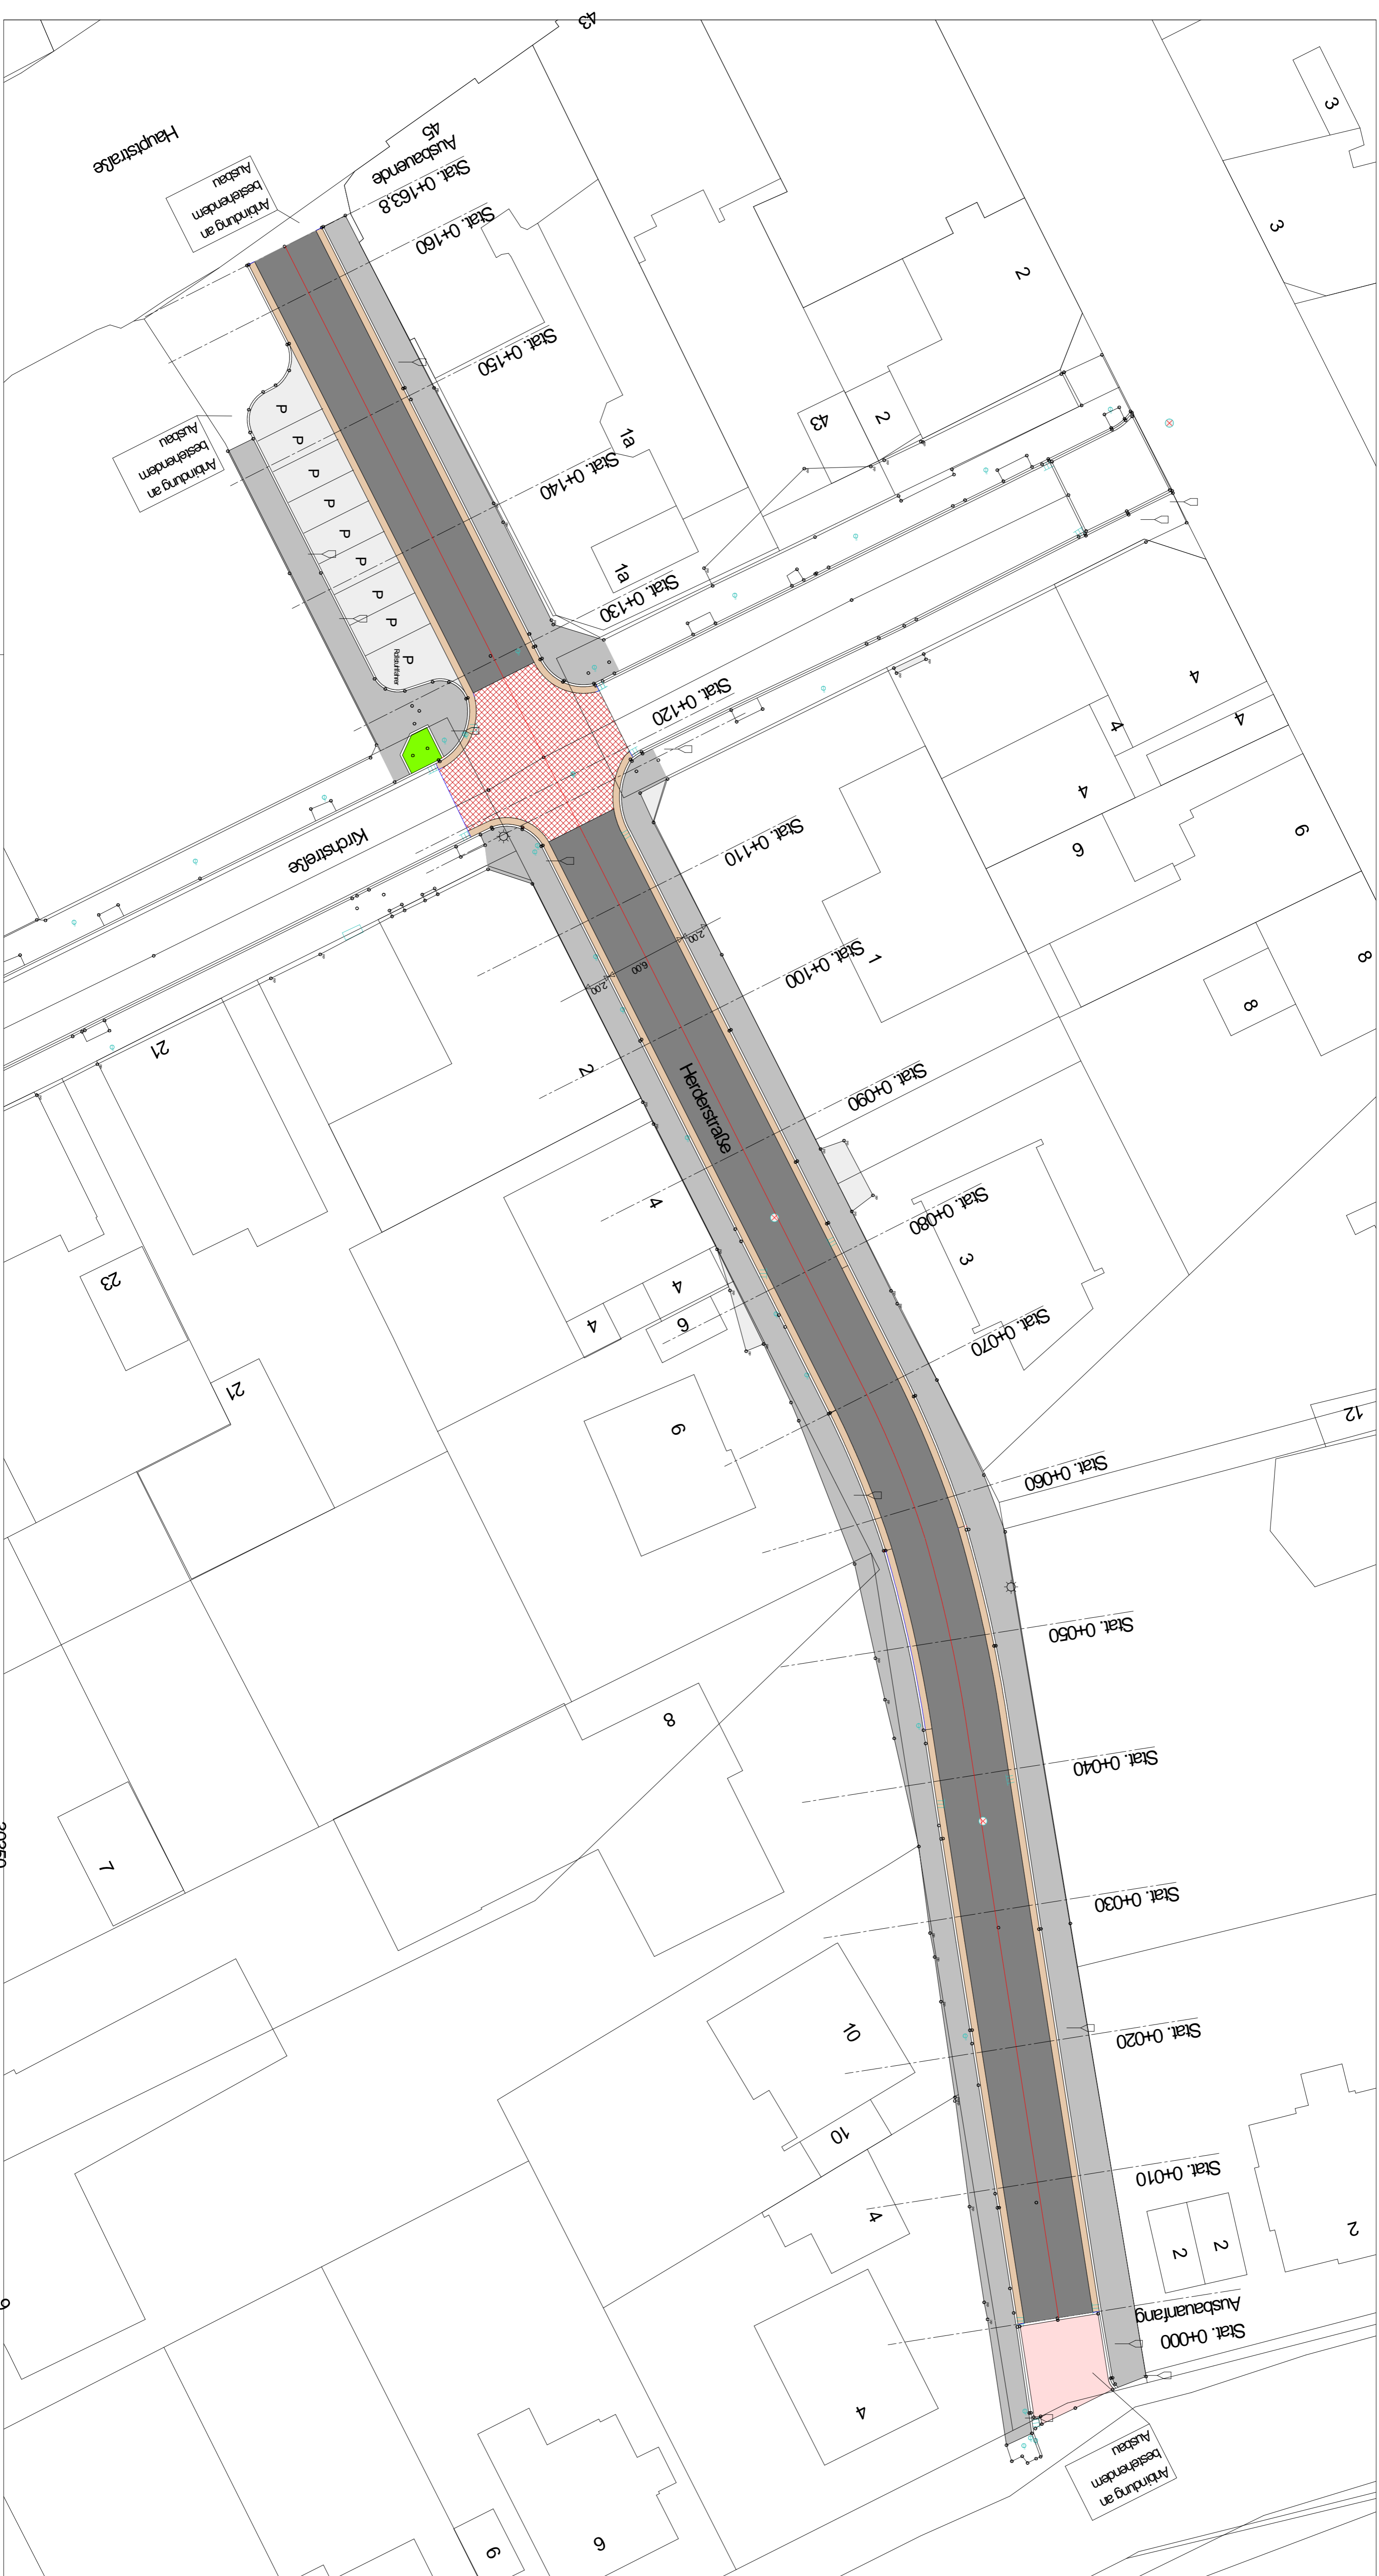 43
Hauptstraße
3
45
Ausbauende
Stat. 0+163,8
Anbindung an
bestehendem
Ausbau
Stat. 0+160
3
2
Stat. 0+150
P
P
P
P
P
P
P
P
P
Rollstuhlfahrer
Anbindung an
bestehendem
Ausbau
43
2
1a
Stat. 0+140
1a
Stat. 0+130
Stat. 0+120
4
4
4
4
6
6
Kirchstraße
Stat. 0+110
2.00
6.00
2.00
Stat. 0+100
1
8
8
21
2
Herderstraße
Stat. 0+090
4
Stat. 0+080
3
23
4
4
6
Stat. 0+070
21
6
12
Stat. 0+060
Stat. 0+050
8
Stat. 0+040
7
Stat. 0+030
10
Stat. 0+020
10
Stat. 0+010
4
2
2
2
Ausbauanfang
Stat. 0+000
4
Anbindung an
bestehendem
Ausbau
6
6